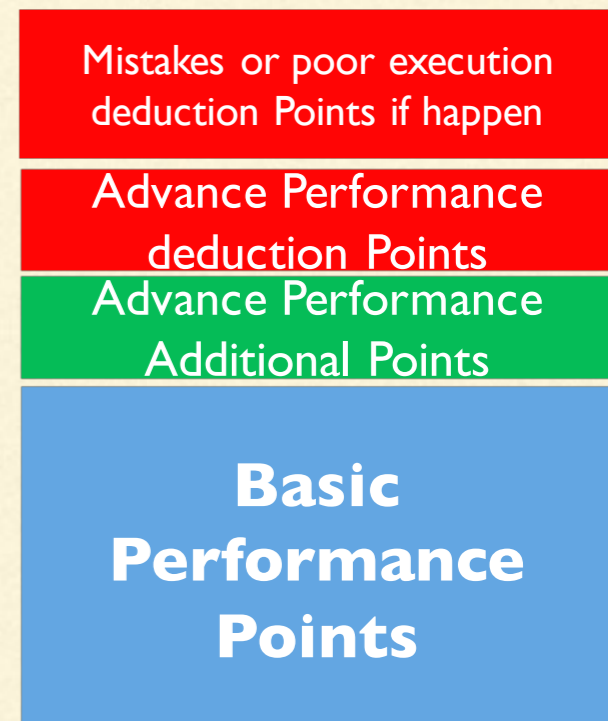 Mistakes or poor execution
deduction Points if happen
Advance Performance
deduction Points
Advance Performance
Additional Points
Basic
Performance
Points